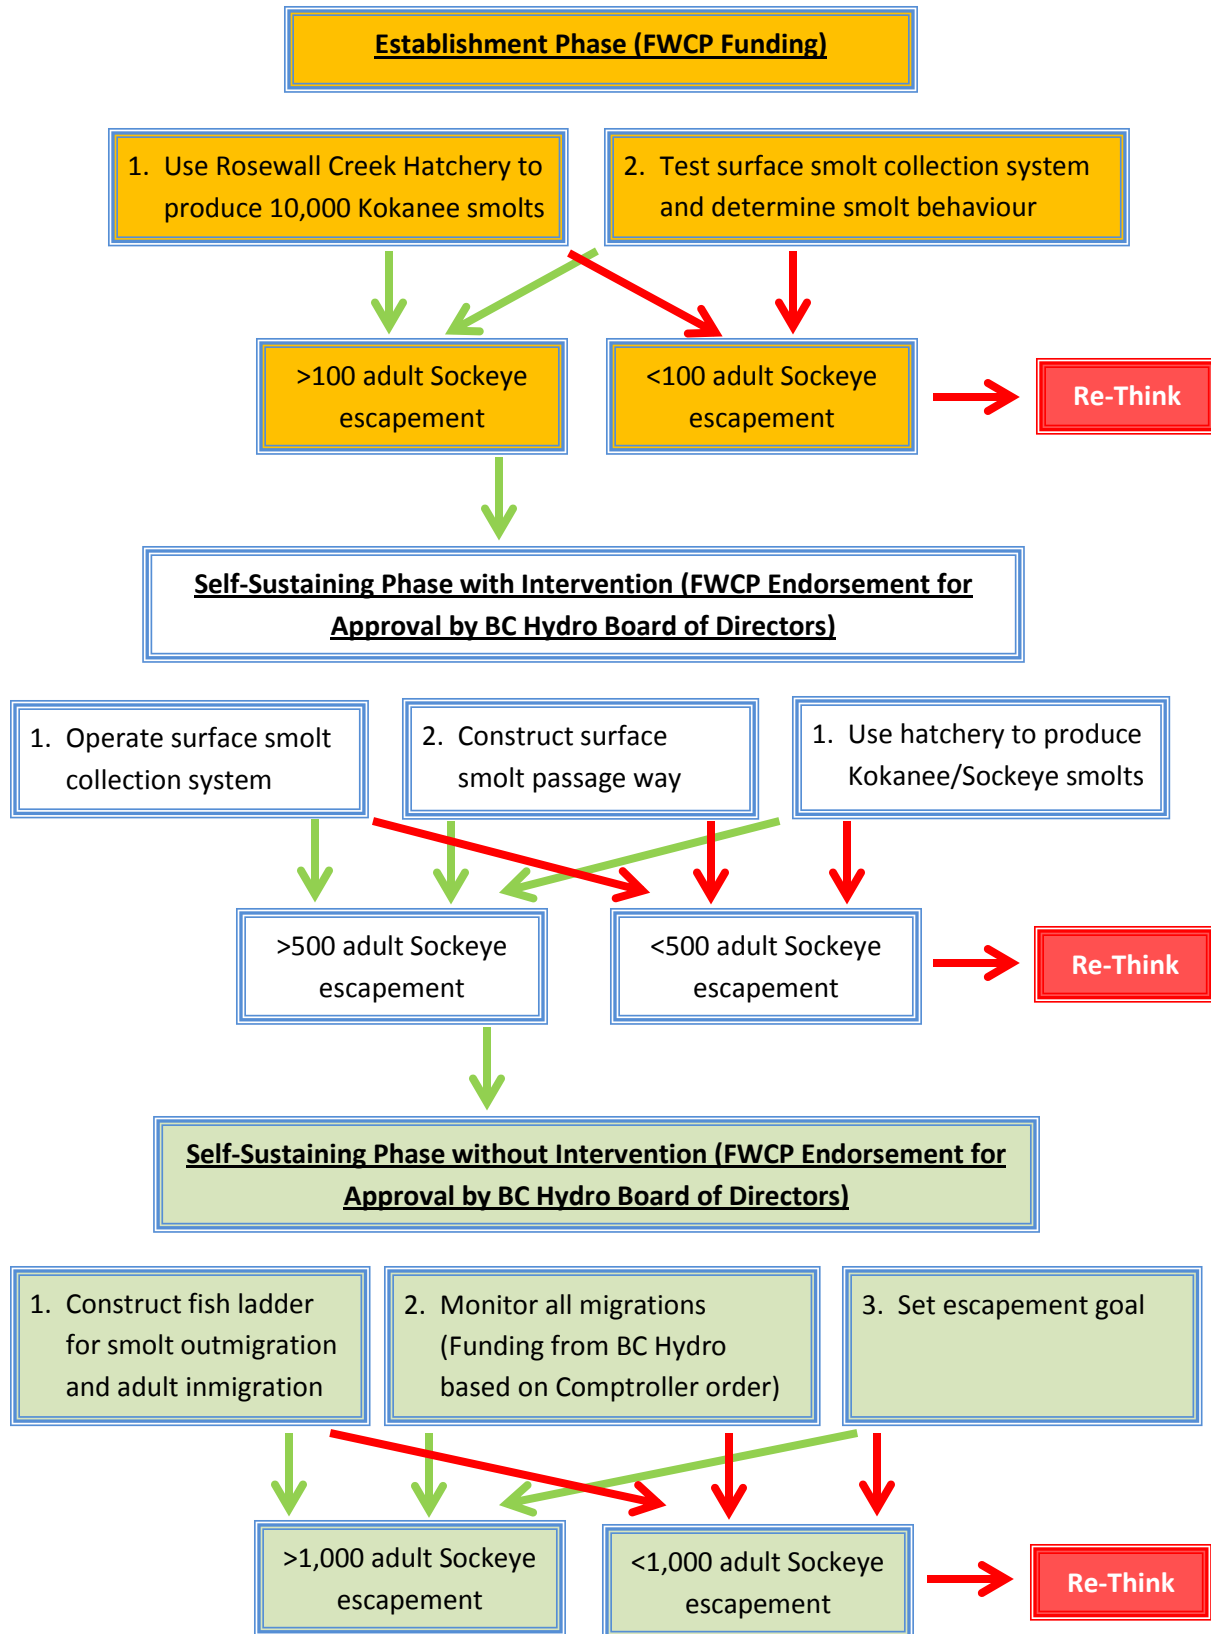 Establishment Phase (FWCP Funding)
1. Use Rosewall Creek Hatchery to
produce 10,000 Kokanee smolts
2. Test surface smolt collection system
and determine smolt behaviour
>100 adult Sockeye
escapement
<100 adult Sockeye
escapement
Re-Think
Self-Sustaining Phase with Intervention (FWCP Endorsement for
Approval by BC Hydro Board of Directors)
1. Operate surface smolt
collection system
2. Construct surface
smolt passage way
1. Use hatchery to produce
Kokanee/Sockeye smolts
>500 adult Sockeye
escapement
<500 adult Sockeye
escapement
Re-Think
Self-Sustaining Phase without Intervention (FWCP Endorsement for
Approval by BC Hydro Board of Directors)
1. Construct fish ladder
for smolt outmigration
and adult inmigration
2. Monitor all migrations
(Funding from BC Hydro
based on Comptroller order)
3. Set escapement goal
>1,000 adult Sockeye
escapement
<1,000 adult Sockeye
escapement
Re-Think